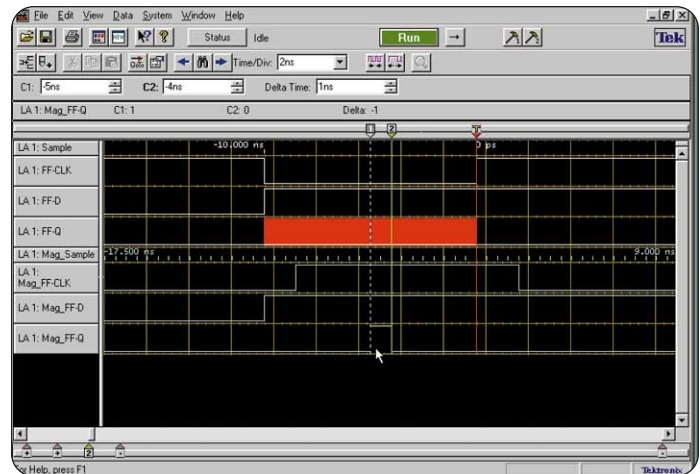 File Edit View Data System Window Help
Status Idle Run Tek
Time/Div: 2ns
C1: -5ns C2: -4ns Delta Time: 1ns
LA 1: Mag_FF-Q C1: 1 C2: 0 Delta: -1
1 2 T
LA 1: Sample -10.000 ns 0 ps
LA 1: FF-CLK
LA 1: FF-D
LA 1: FF-Q
LA 1: Mag_Sample -17.500 ns 9.000 ns
LA 1:
Mag_FF-CLK
LA 1: Mag_FF-D
LA 1: Mag_FF-Q
2
For Help, press F1 Tektronix